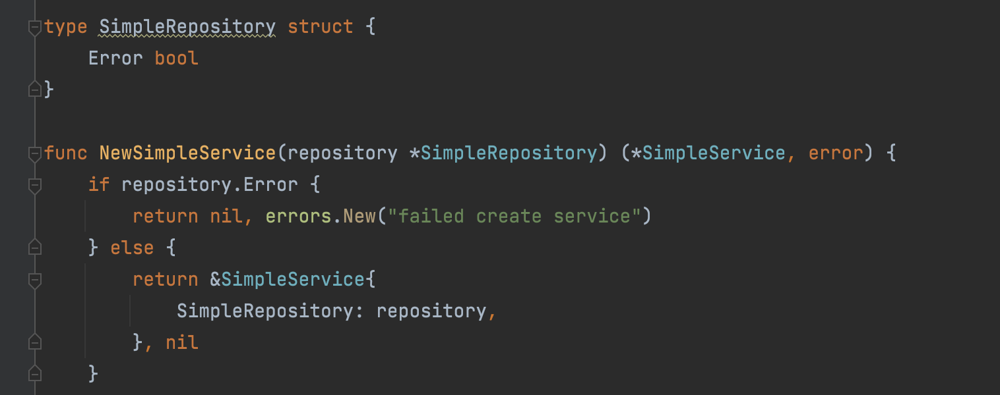 type SimpleRepository struct {
    Error bool
}

func NewSimpleService(repository *SimpleRepository) (*SimpleService, error) {
    if repository.Error {
        return nil, errors.New("failed create service")
    } else {
        return &SimpleService{
            SimpleRepository: repository,
        }, nil
    }